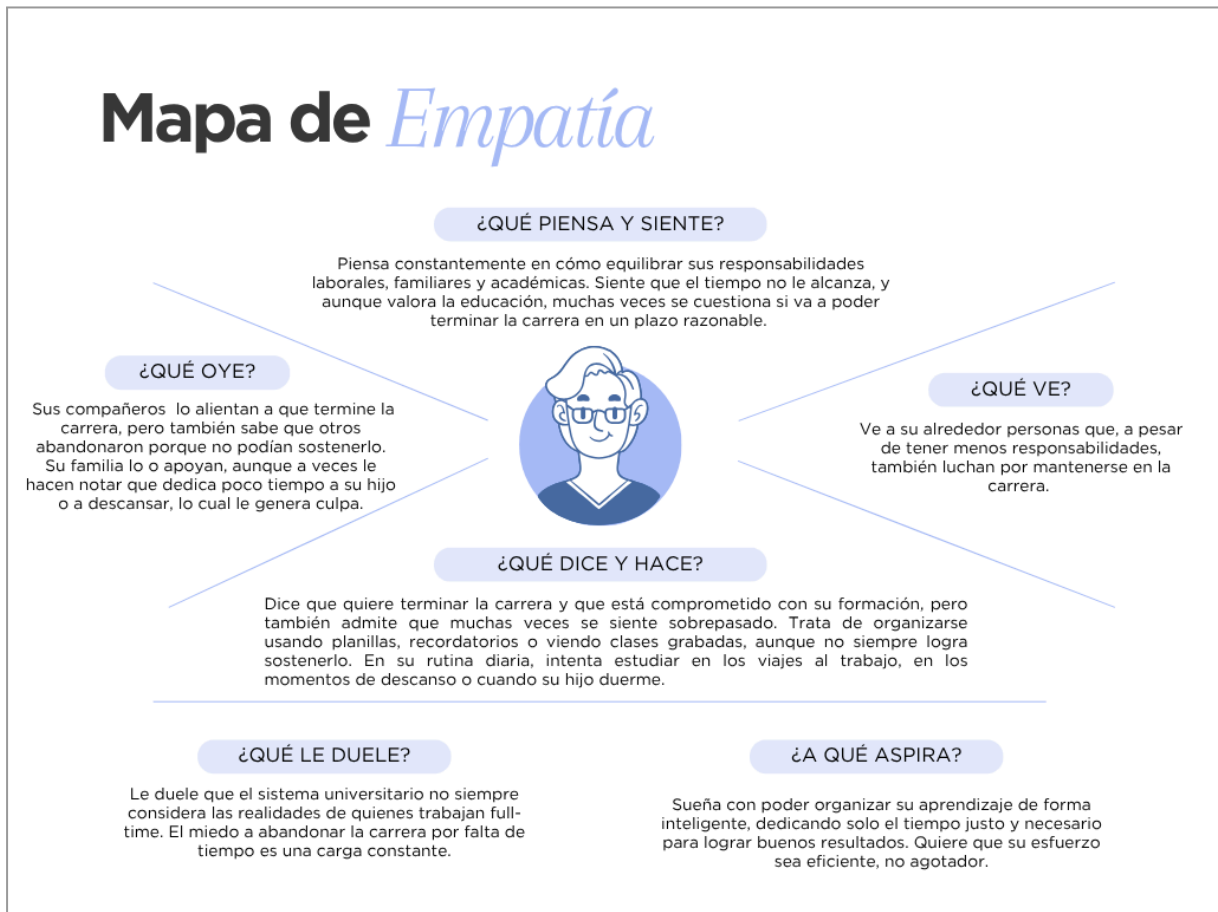 Mapa de Empatía
¿QUÉ PIENSA Y SIENTE?
Piensa constantemente en cómo equilibrar sus responsabilidades
laborales, familiares y académicas. Siente que el tiempo no le alcanza, y
aunque valora la educación, muchas veces se cuestiona si va a poder
terminar la carrera en un plazo razonable.
¿QUÉ OYE?
Sus compañeros lo alientan a que termine la
carrera, pero también sabe que otros
abandonaron porque no podían sostenerlo.
Su familia lo o apoyan, aunque a veces le
hacen notar que dedica poco tiempo a su hijo
o a descansar, lo cual le genera culpa.
¿QUÉ VE?
Ve a su alrededor personas que, a pesar
de tener menos responsabilidades,
también luchan por mantenerse en la
carrera.
¿QUÉ DICE Y HACE?
Dice que quiere terminar la carrera y que está comprometido con su formación, pero
también admite que muchas veces se siente sobrepasado. Trata de organizarse
usando planillas, recordatorios o viendo clases grabadas, aunque no siempre logra
sostenerlo. En su rutina diaria, intenta estudiar en los viajes al trabajo, en los
momentos de descanso o cuando su hijo duerme.
¿QUÉ LE DUELE?
Le duele que el sistema universitario no siempre
considera las realidades de quienes trabajan full-
time. El miedo a abandonar la carrera por falta de
tiempo es una carga constante.
¿A QUÉ ASPIRA?
Sueña con poder organizar su aprendizaje de forma
inteligente, dedicando solo el tiempo justo y necesario
para lograr buenos resultados. Quiere que su esfuerzo
sea eficiente, no agotador.